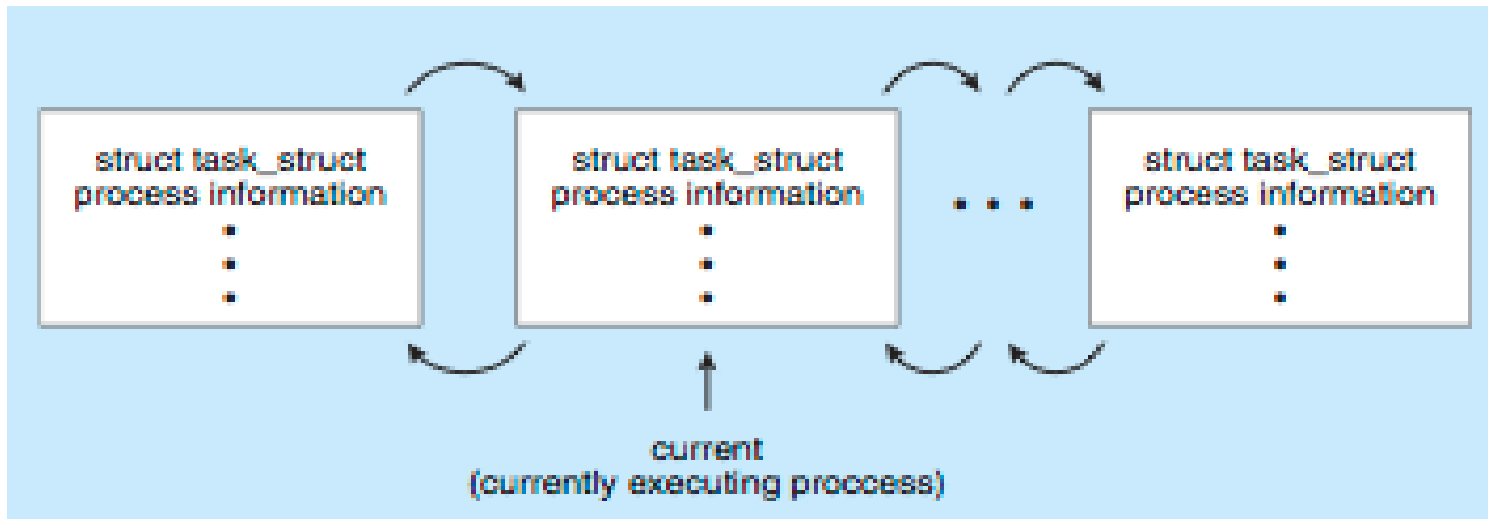 struct task_struct
process information
struct task_struct
process information
. . .
struct task_struct
process information
current
(currently executing proccess)